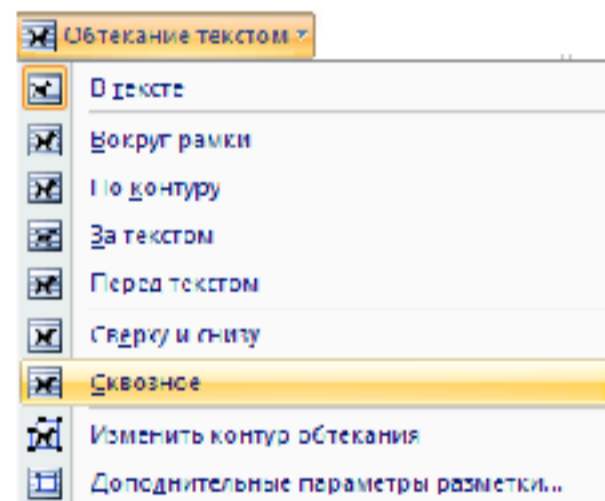 Обтекание текстом
В тексте
Вокруг рамки
По контуру
За текстом
Перед текстом
Сверху и снизу
Сквозное
Изменить контур обтекания
Дополнительные параметры разметки...